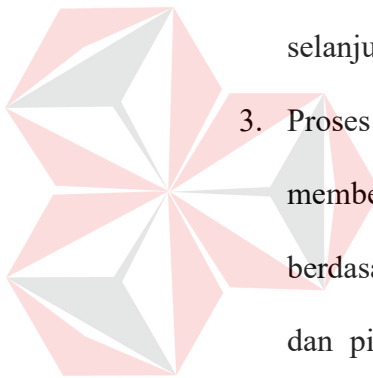 selanju
3. Proses
membe
berdasa
dan pi